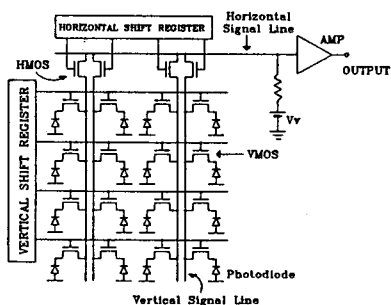 HORIZONTAL SHIFT REGISTER
Horizontal
Signal Line
AMP
OUTPUT
HMOS
VERTICAL SHIFT REGISTER
Vv
VMOS
Photodiode
Vertical Signal Line